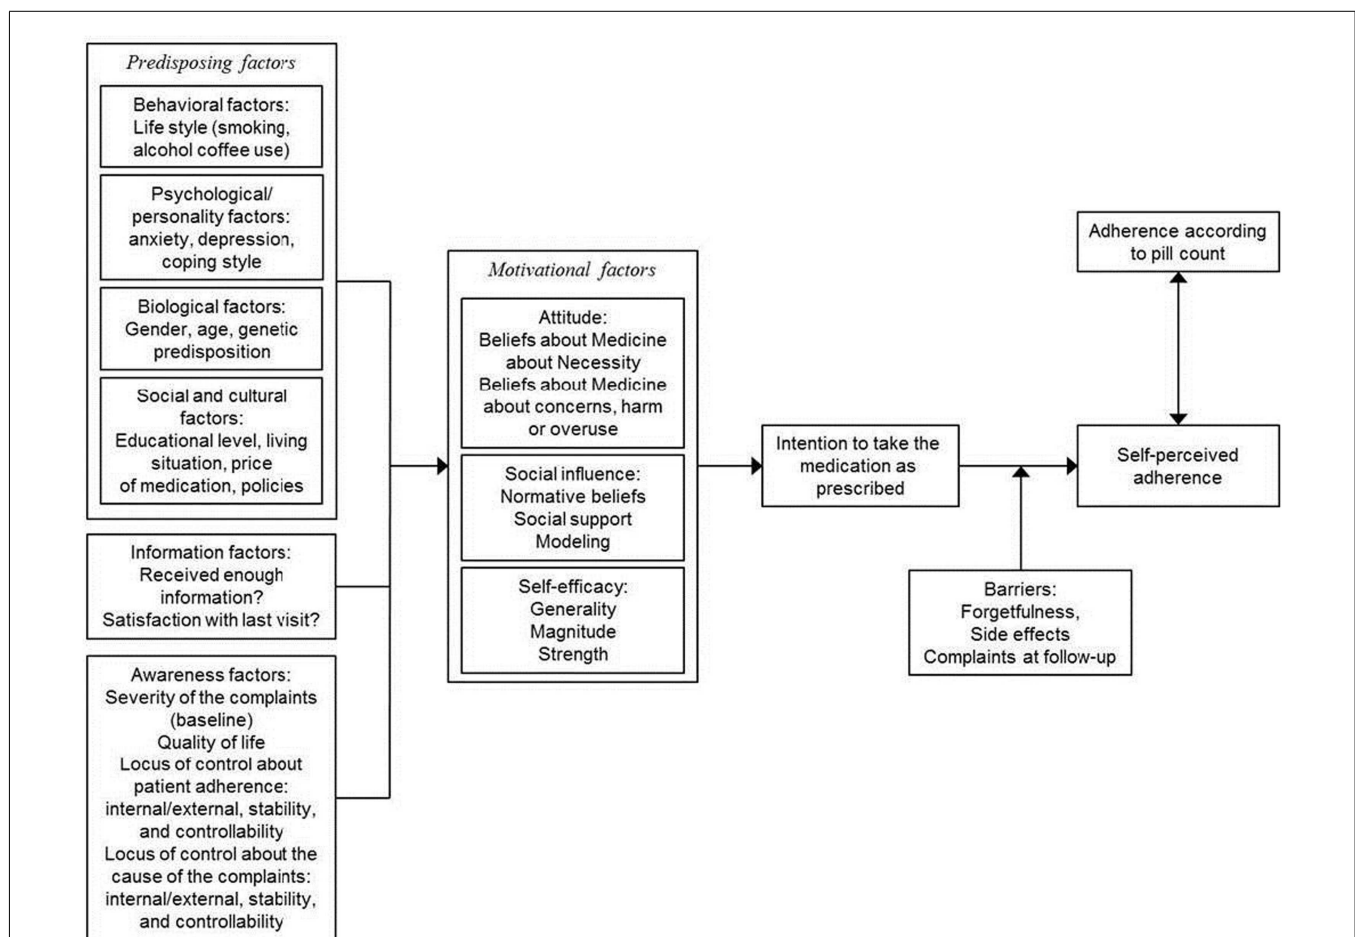 Predisposing factors
Behavioral factors:
Life style (smoking,
alcohol coffee use)
Psychological/
personality factors:
anxiety, depression,
coping style
Biological factors:
Gender, age, genetic
predisposition
Social and cultural
factors:
Educational level, living
situation, price
of medication, policies
Information factors:
Received enough
information?
Satisfaction with last visit?
Awareness factors:
Severity of the complaints
(baseline)
Quality of life
Locus of control about
patient adherence:
internal/external, stability,
and controllability
Locus of control about the
cause of the complaints:
internal/external, stability,
and controllability
Motivational factors
Attitude:
Beliefs about Medicine
about Necessity
Beliefs about Medicine
about concerns, harm
or overuse
Social influence:
Normative beliefs
Social support
Modeling
Self-efficacy:
Generality
Magnitude
Strength
Intention to take the
medication as
prescribed
Barriers:
Forgetfulness,
Side effects
Complaints at follow-up
Adherence according
to pill count
Self-perceived
adherence